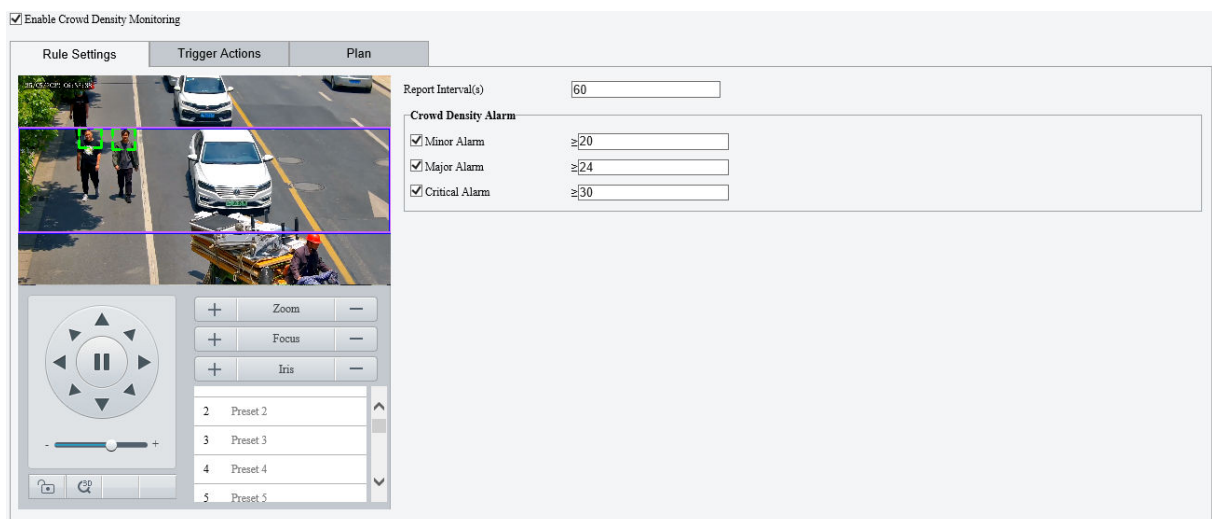 Enable Crowd Density Monitoring
Rule Settings
Trigger Actions
Plan
Report Interval(s)
60
Crowd Density Alarm
Minor Alarm
≥20
Major Alarm
≥24
Critical Alarm
≥30
+ Zoom −
+ Focus −
+ Iris −
2 Preset 2
3 Preset 3
4 Preset 4
5 Preset 5
- +
3D